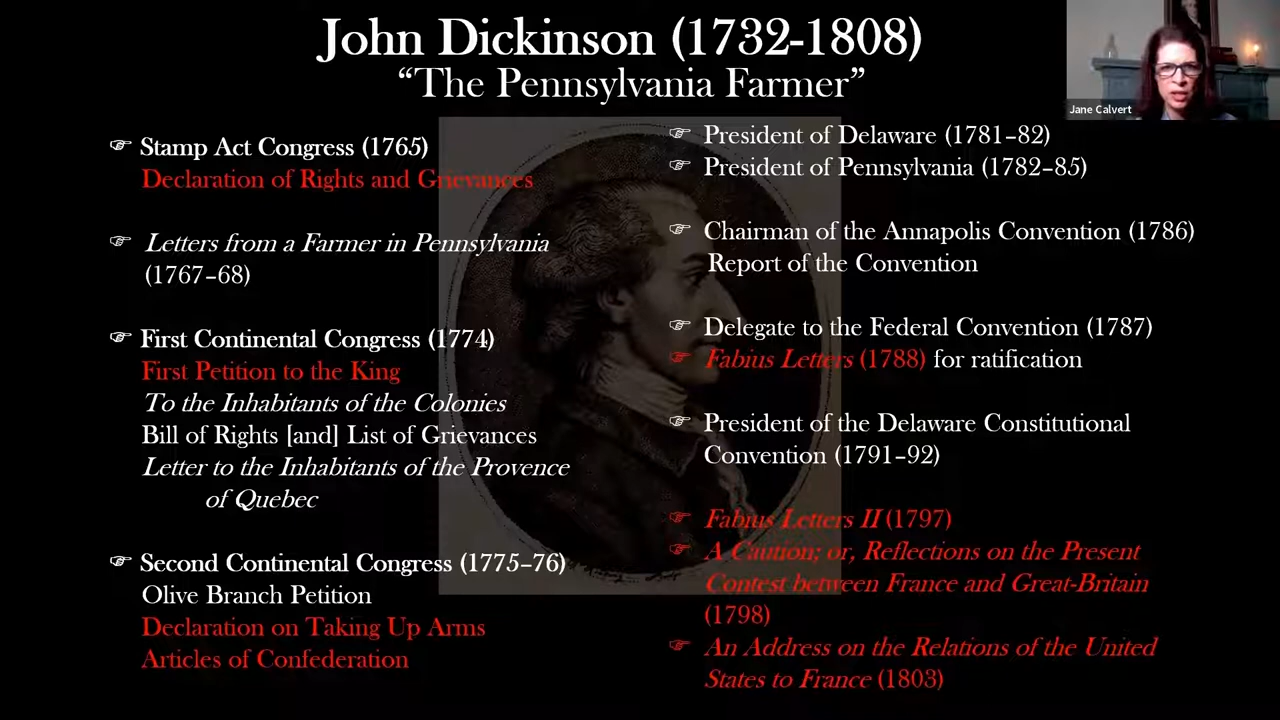 John Dickinson (1732-1808)
“The Pennsylvania Farmer”
Jane Calvert
Stamp Act Congress (1765)
Declaration of Rights and Grievances
Letters from a Farmer in Pennsylvania
(1767–68)
First Continental Congress (1774)
First Petition to the King
To the Inhabitants of the Colonies
Bill of Rights [and] List of Grievances
Letter to the Inhabitants of the Provence
of Quebec
Second Continental Congress (1775–76)
Olive Branch Petition
Declaration on Taking Up Arms
Articles of Confederation
President of Delaware (1781–82)
President of Pennsylvania (1782–85)
Chairman of the Annapolis Convention (1786)
Report of the Convention
Delegate to the Federal Convention (1787)
Fabius Letters (1788) for ratification
President of the Delaware Constitutional
Convention (1791–92)
Fabius Letters II (1797)
A Caution; or, Reflections on the Present
Contest between France and Great-Britain
(1798)
An Address on the Relations of the United
States to France (1803)